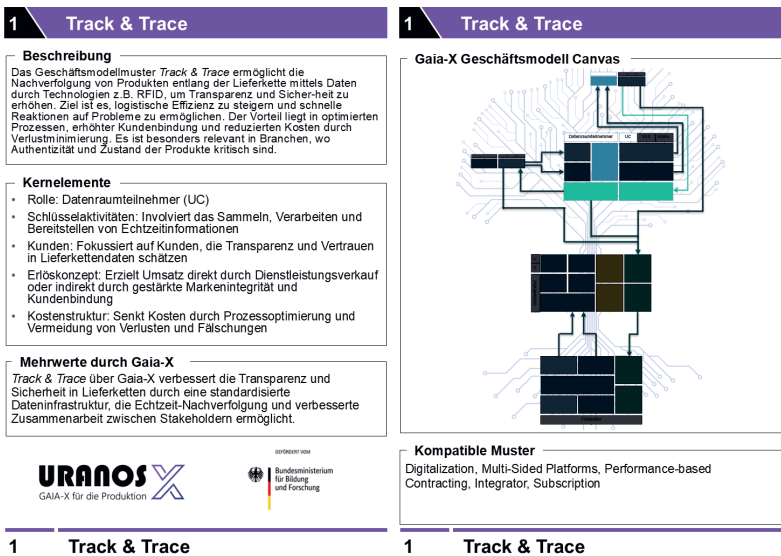 1 Track & Trace
Beschreibung
Das Geschäftsmodellmuster Track & Trace ermöglicht die
Nachverfolgung von Produkten entlang der Lieferkette mittels Daten
durch Technologien z.B. RFID, um Transparenz und Sicher-heit zu
erhöhen. Ziel ist es, logistische Effizienz zu steigern und schnelle
Reaktionen auf Probleme zu ermöglichen. Der Vorteil liegt in optimierten
Prozessen, erhöhter Kundenbindung und reduzierten Kosten durch
Verlustminimierung. Es ist besonders relevant in Branchen, wo
Authentizität und Zustand der Produkte kritisch sind.
Kernelemente
• Rolle: Datenraumteilnehmer (UC)
• Schlüsselaktivitäten: Involviert das Sammeln, Verarbeiten und
Bereitstellen von Echtzeitinformationen
• Kunden: Fokussiert auf Kunden, die Transparenz und Vertrauen
in Lieferkettendaten schätzen
• Erlöskonzept: Erzielt Umsatz direkt durch Dienstleistungsverkauf
oder indirekt durch gestärkte Markenintegrität und
Kundenbindung
• Kostenstruktur: Senkt Kosten durch Prozessoptimierung und
Vermeidung von Verlusten und Fälschungen
Mehrwerte durch Gaia-X
Track & Trace über Gaia-X verbessert die Transparenz und
Sicherheit in Lieferketten durch eine standardisierte
Dateninfrastruktur, die Echtzeit-Nachverfolgung und verbesserte
Zusammenarbeit zwischen Stakeholdern ermöglicht.
URANOS X
GAIA-X für die Produktion
GEFÖRDERT VOM
Bundesministerium
für Bildung
und Forschung
1 Track & Trace
1 Track & Trace
Gaia-X Geschäftsmodell Canvas
Datenraumteilnehmer UC
Kompatible Muster
Digitalization, Multi-Sided Platforms, Performance-based
Contracting, Integrator, Subscription
1 Track & Trace